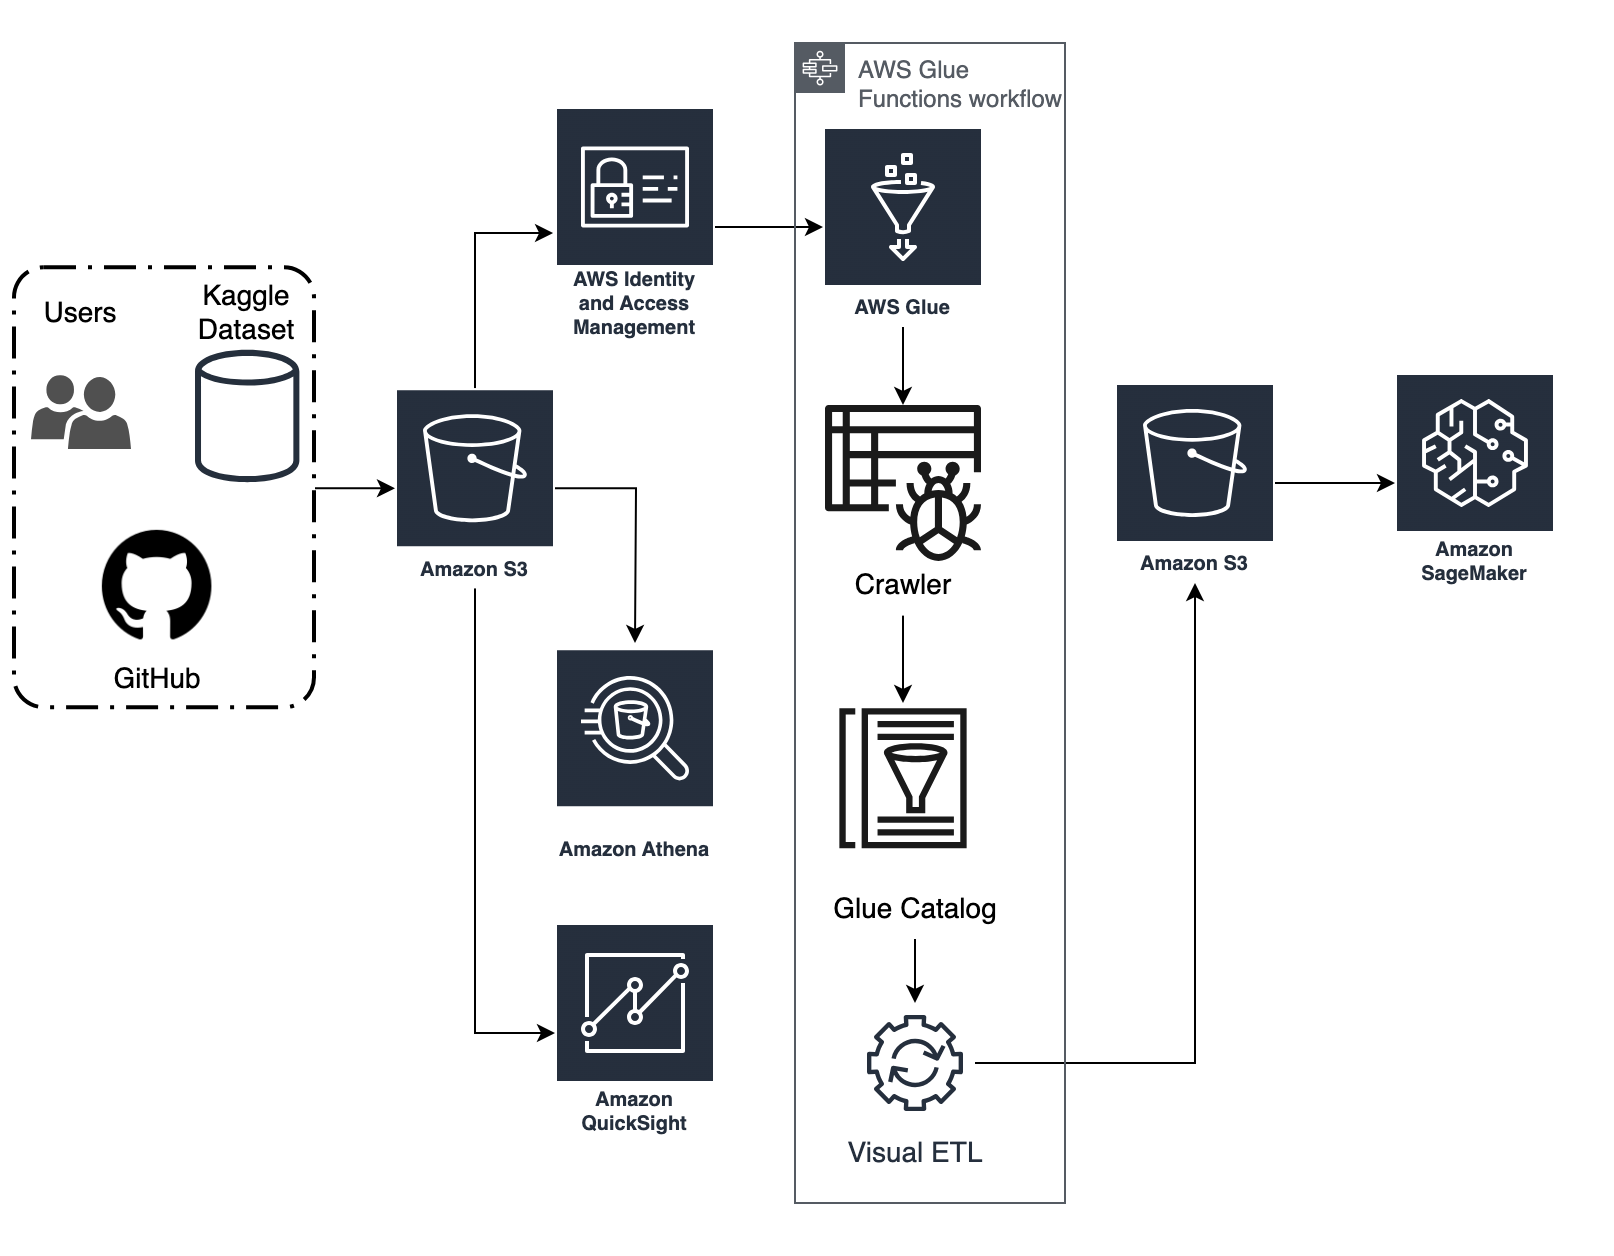 Users
Kaggle
Dataset
GitHub
Amazon S3
AWS Identity
and Access
Management
Amazon Athena
Amazon
QuickSight
AWS Glue
Functions workflow
AWS Glue
Crawler
Glue Catalog
Visual ETL
Amazon S3
Amazon
SageMaker